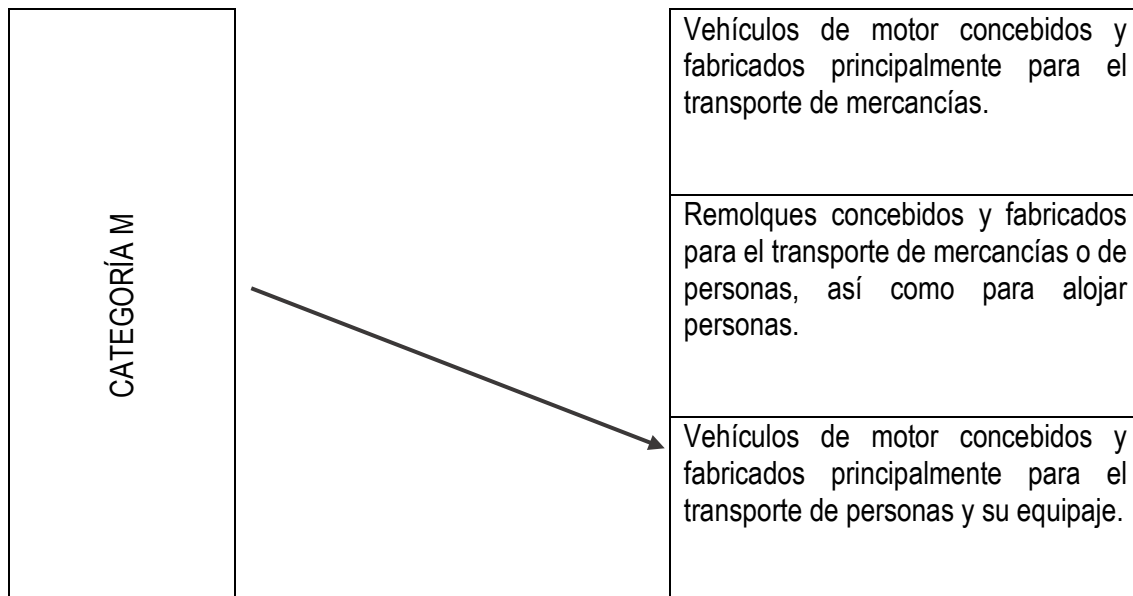 CATEGORÍA M
Vehículos de motor concebidos y
fabricados principalmente para el
transporte de mercancías.
Remolques concebidos y fabricados
para el transporte de mercancías o de
personas, así como para alojar
personas.
Vehículos de motor concebidos y
fabricados principalmente para el
transporte de personas y su equipaje.